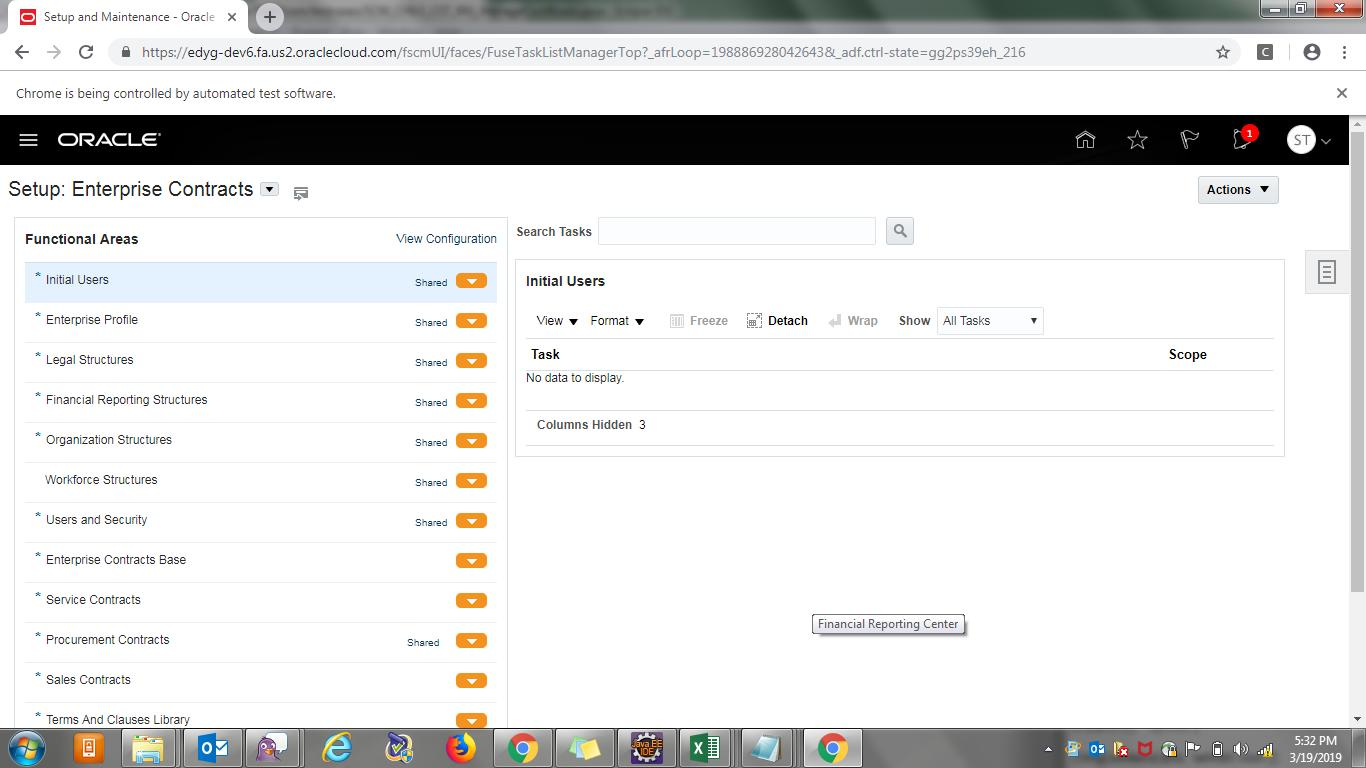 Setup and Maintenance - Oracle
https://edyg-dev6.fa.us2.oraclecloud.com/fscmUI/faces/FuseTaskListManagerTop?_afrLoop=198886928042643&_adf.ctrl-state=gg2ps39eh_216
C
Chrome is being controlled by automated test software.
ORACLE
1
ST
Setup: Enterprise Contracts
Actions
Functional Areas
View Configuration
Search Tasks
* Initial Users Shared
* Enterprise Profile Shared
* Legal Structures Shared
* Financial Reporting Structures Shared
* Organization Structures Shared
Workforce Structures Shared
* Users and Security Shared
* Enterprise Contracts Base
* Service Contracts
* Procurement Contracts Shared
* Sales Contracts
* Terms And Clauses Library
Initial Users
View Format Freeze Detach Wrap Show All Tasks
Task Scope
No data to display.
Columns Hidden 3
Financial Reporting Center
Java EE
IDE
5:32 PM
3/19/2019